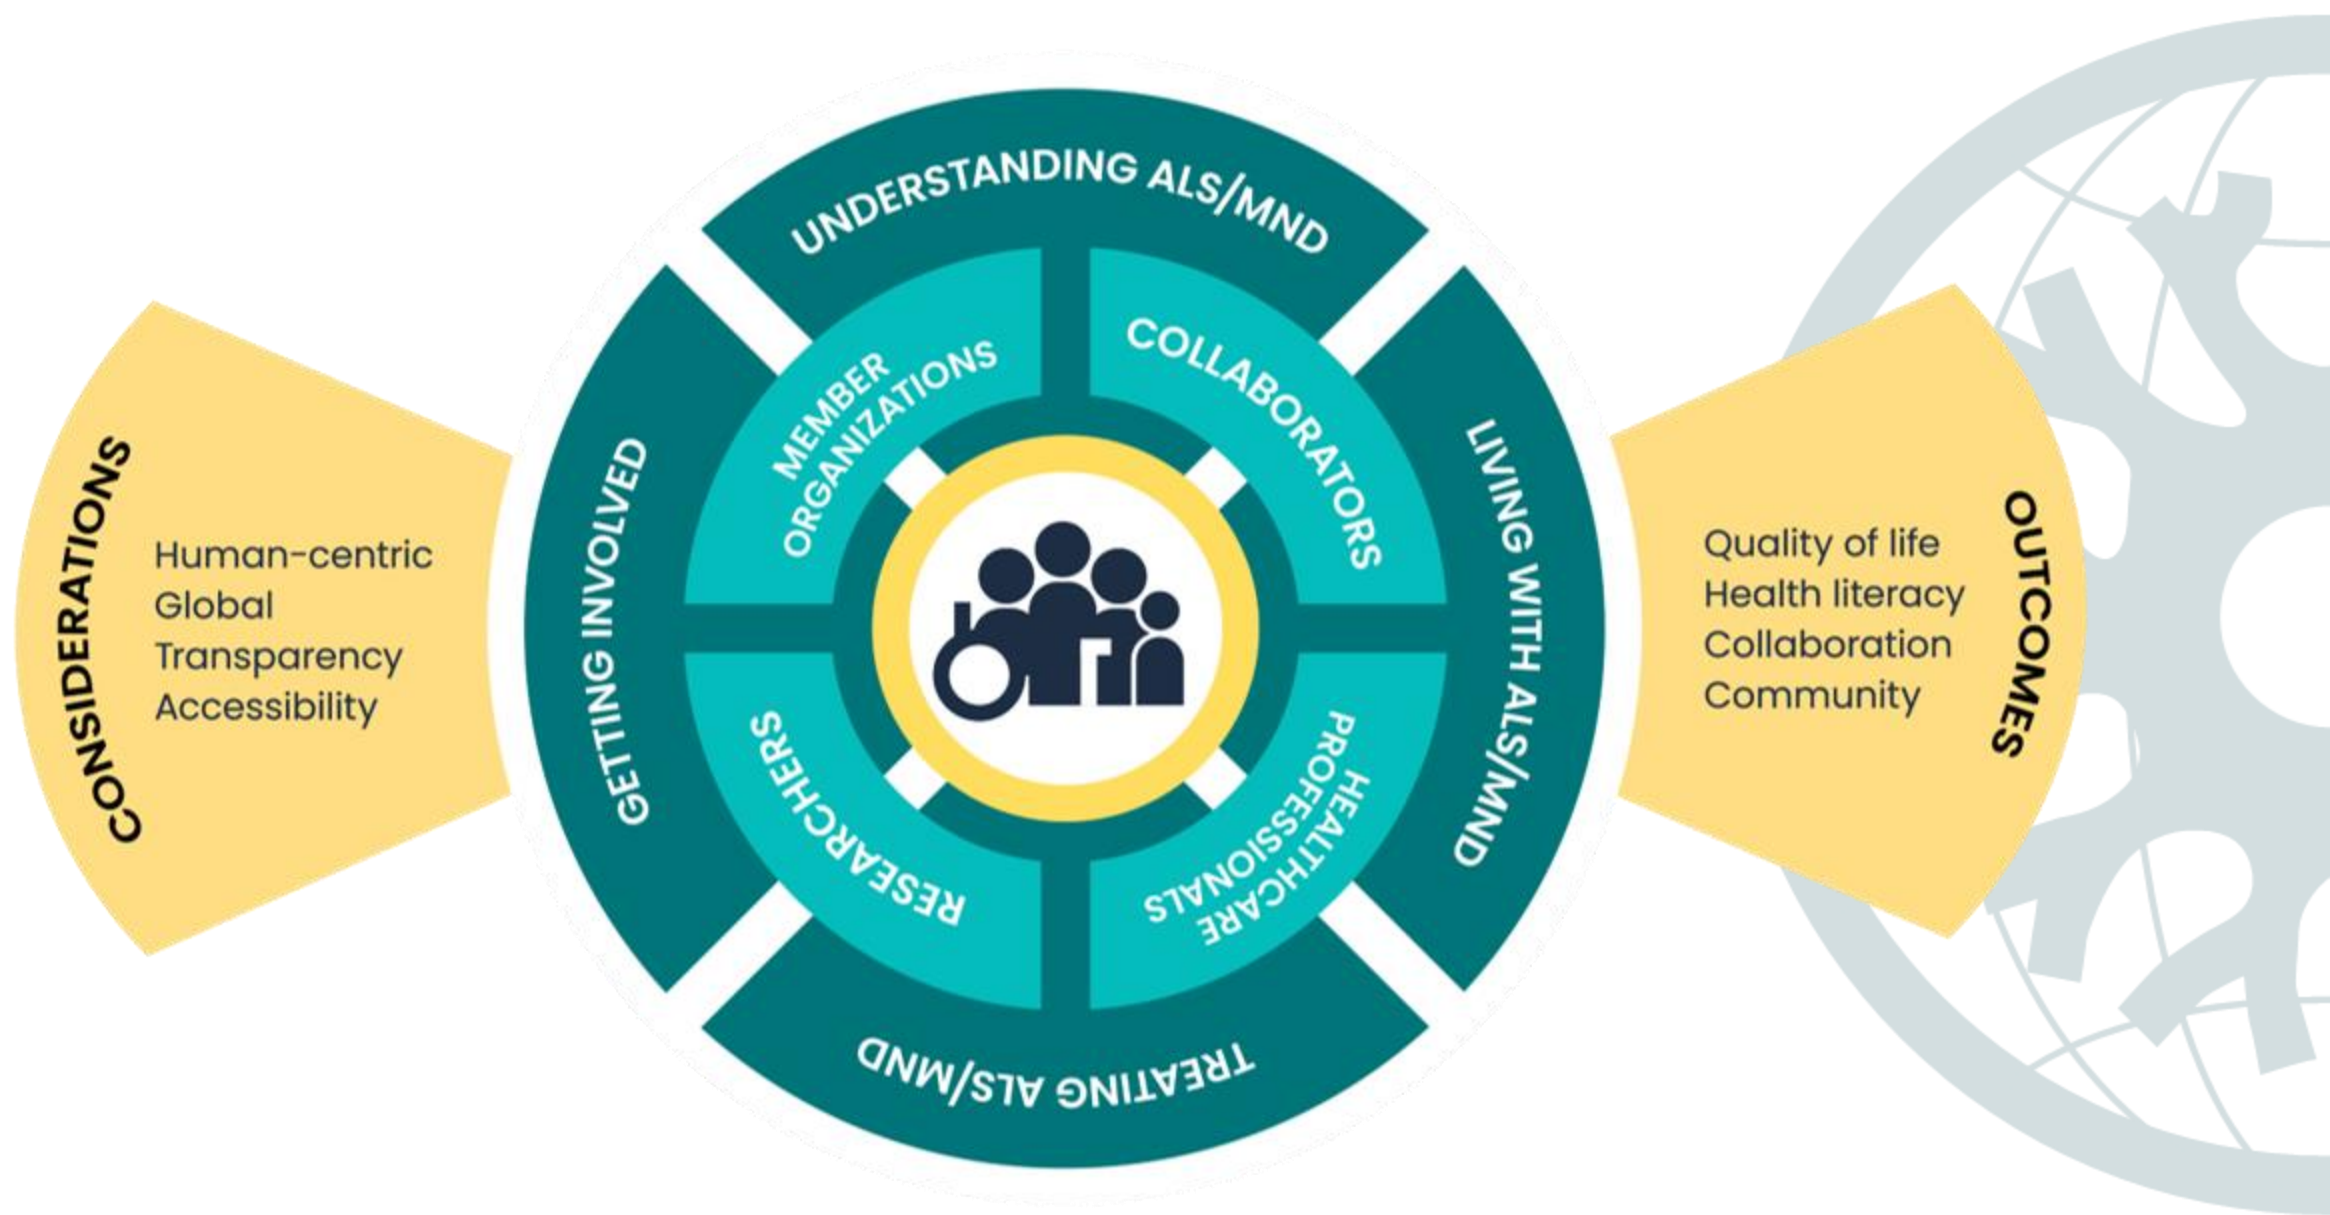 CONSIDERATIONS
Human-centric
Global
Transparency
Accessibility
UNDERSTANDING ALS/MND
LIVING WITH ALS/MND
TREATING ALS/MND
GETTING INVOLVED
MEMBER
ORGANIZATIONS
COLLABORATORS
HEALTHCARE
PROFESSIONALS
RESEARCHERS
OUTCOMES
Quality of life
Health literacy
Collaboration
Community